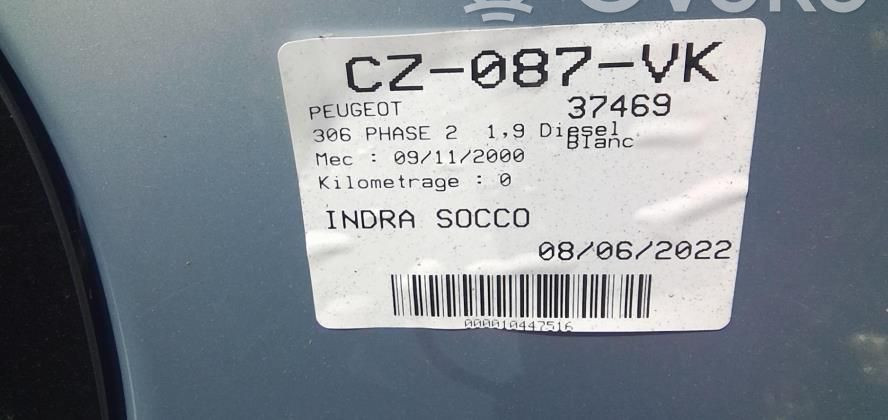 CZ-087-VK
PEUGEOT 37469
306 PHASE 2 1,9 Diesel
Blanc
Mec : 09/11/2000
Kilometrage : 0
INDRA SOCCO
08/06/2022
000010447516